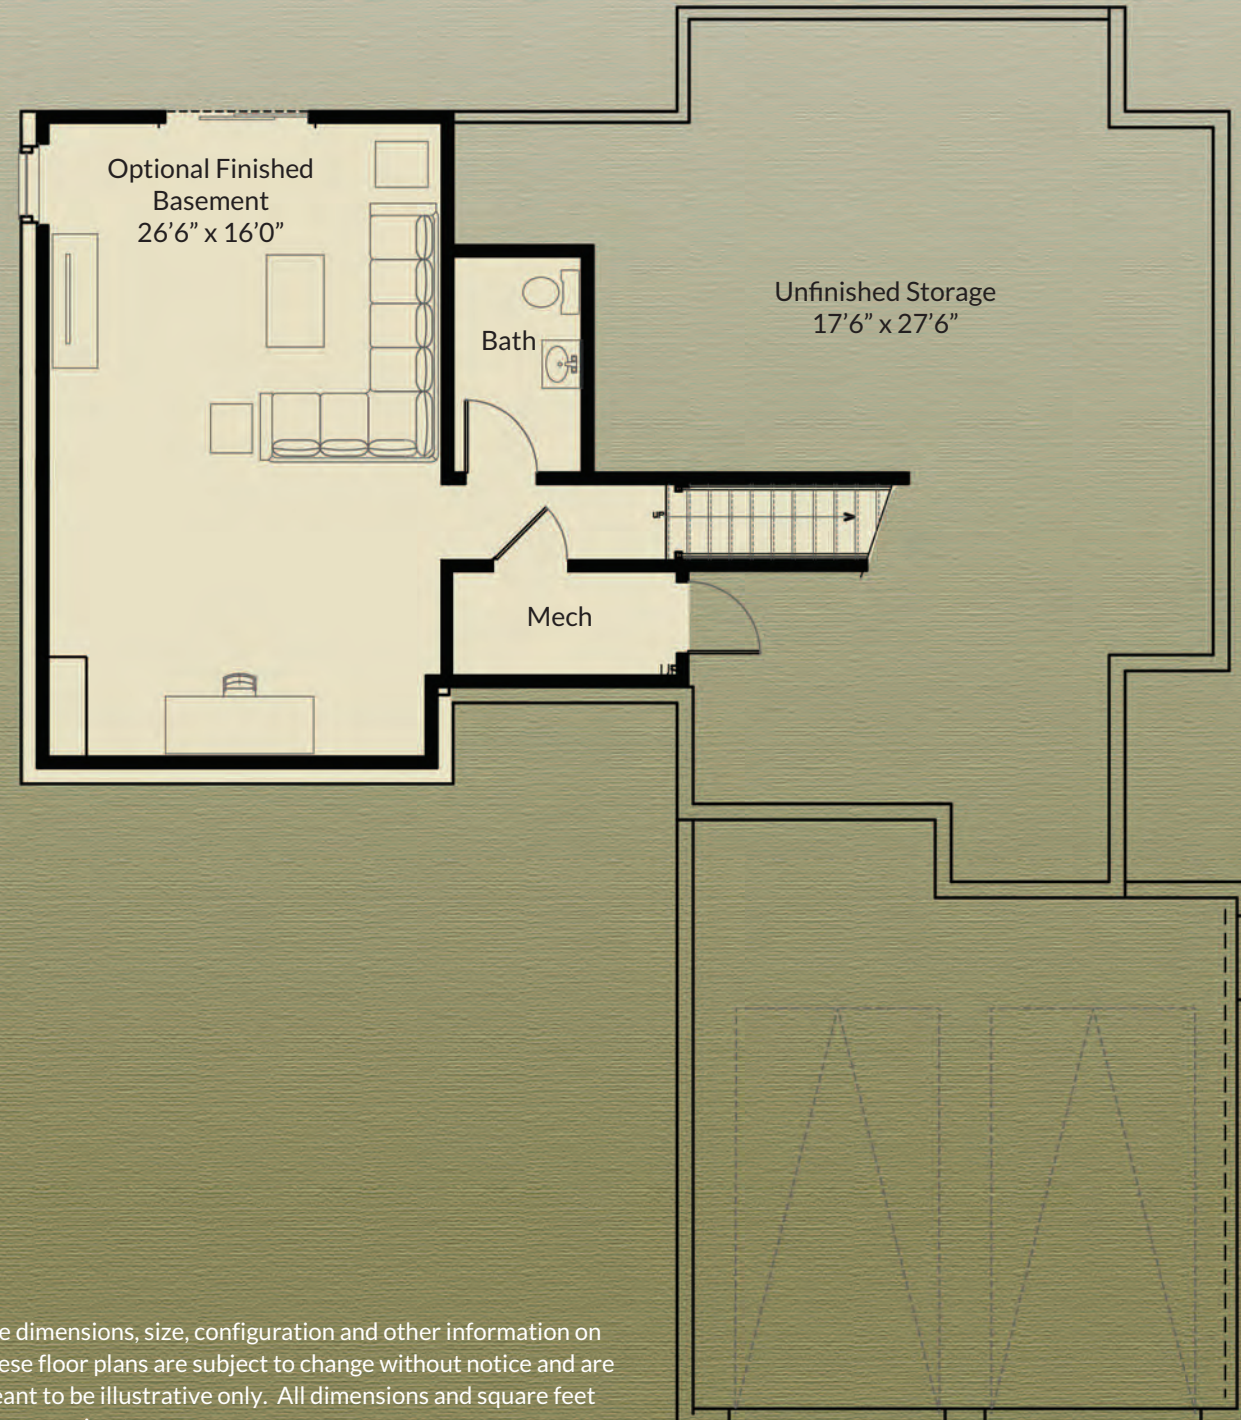 Optional Finished
Basement
26’6” x 16’0”
Unfinished Storage
17’6” x 27’6”
Bath
UP
Mech
dimensions, size, configuration and other information on
floor plans are subject to change without notice and are
to be illustrative only. All dimensions and square feet